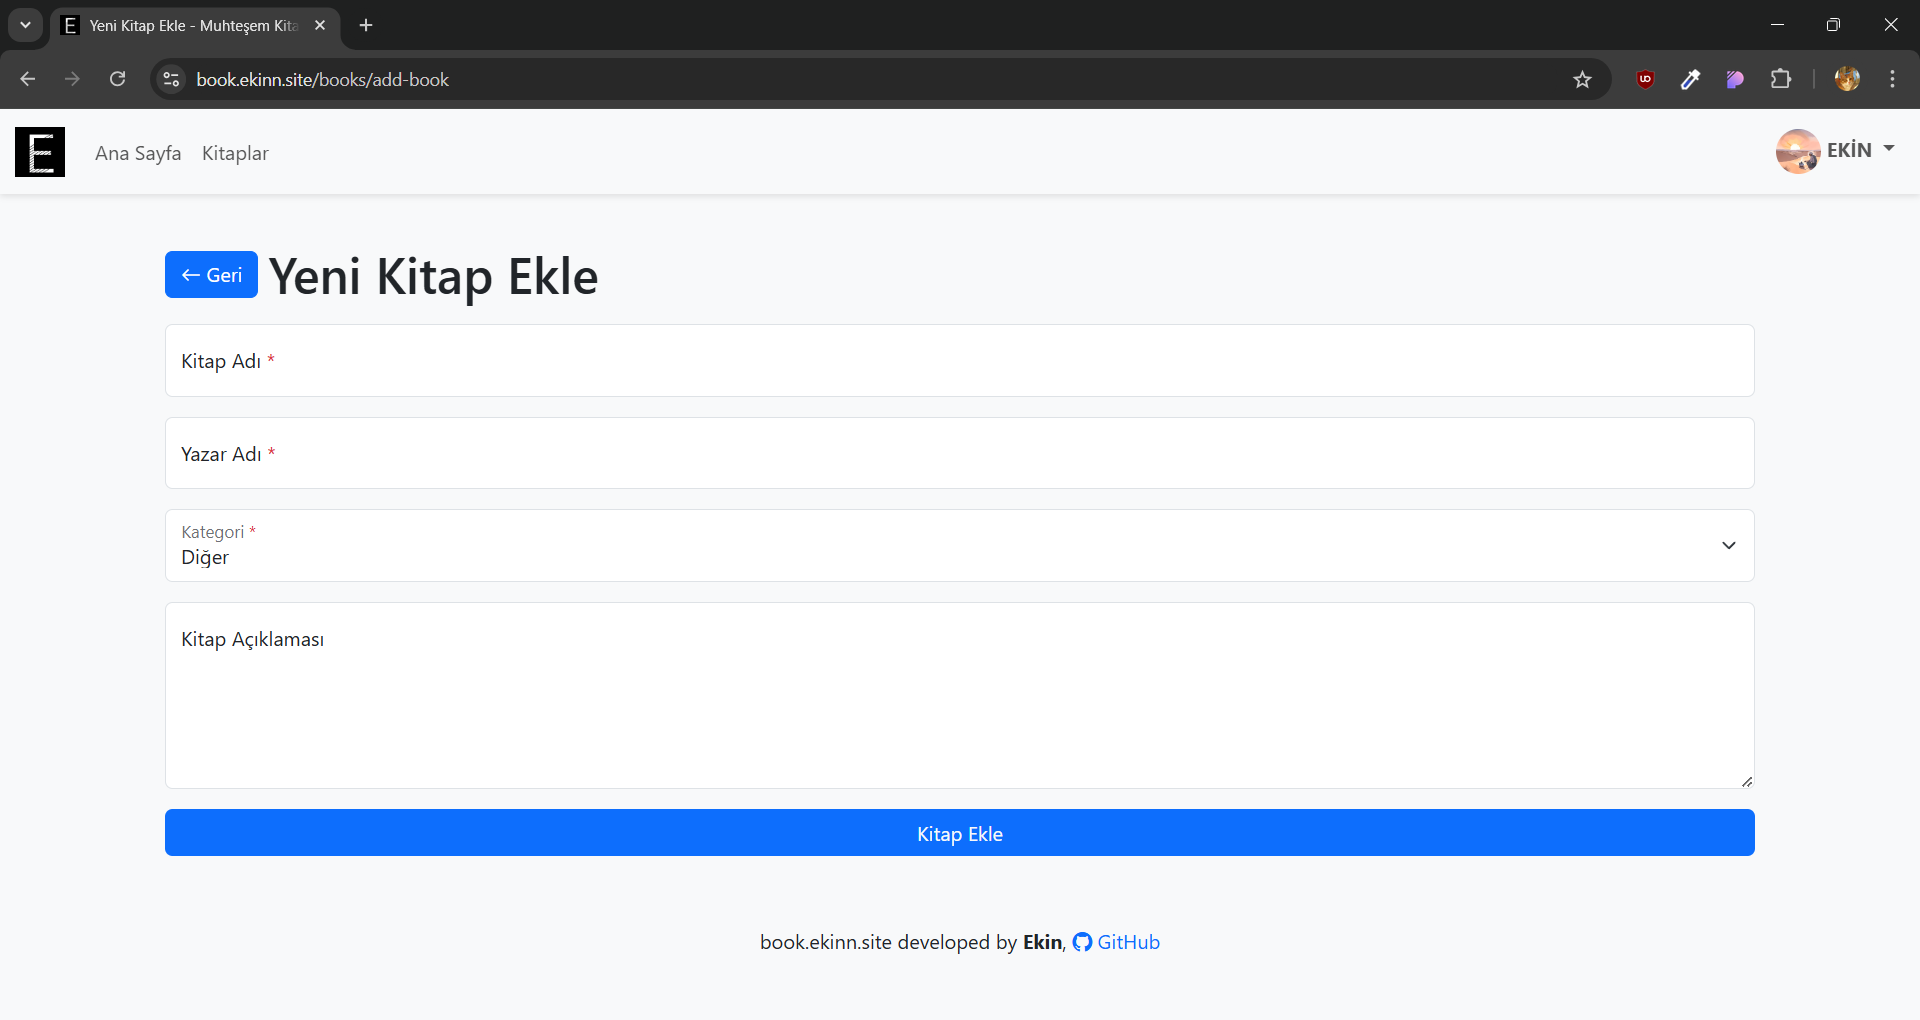 Yeni Kitap Ekle - Muhteşem Kita
book.ekinn.site/books/add-book
E
Ana Sayfa
Kitaplar
EKİN
← Geri
Yeni Kitap Ekle
Kitap Adı *
Yazar Adı *
Kategori *
Diğer
Kitap Açıklaması
Kitap Ekle
book.ekinn.site developed by Ekin, GitHub